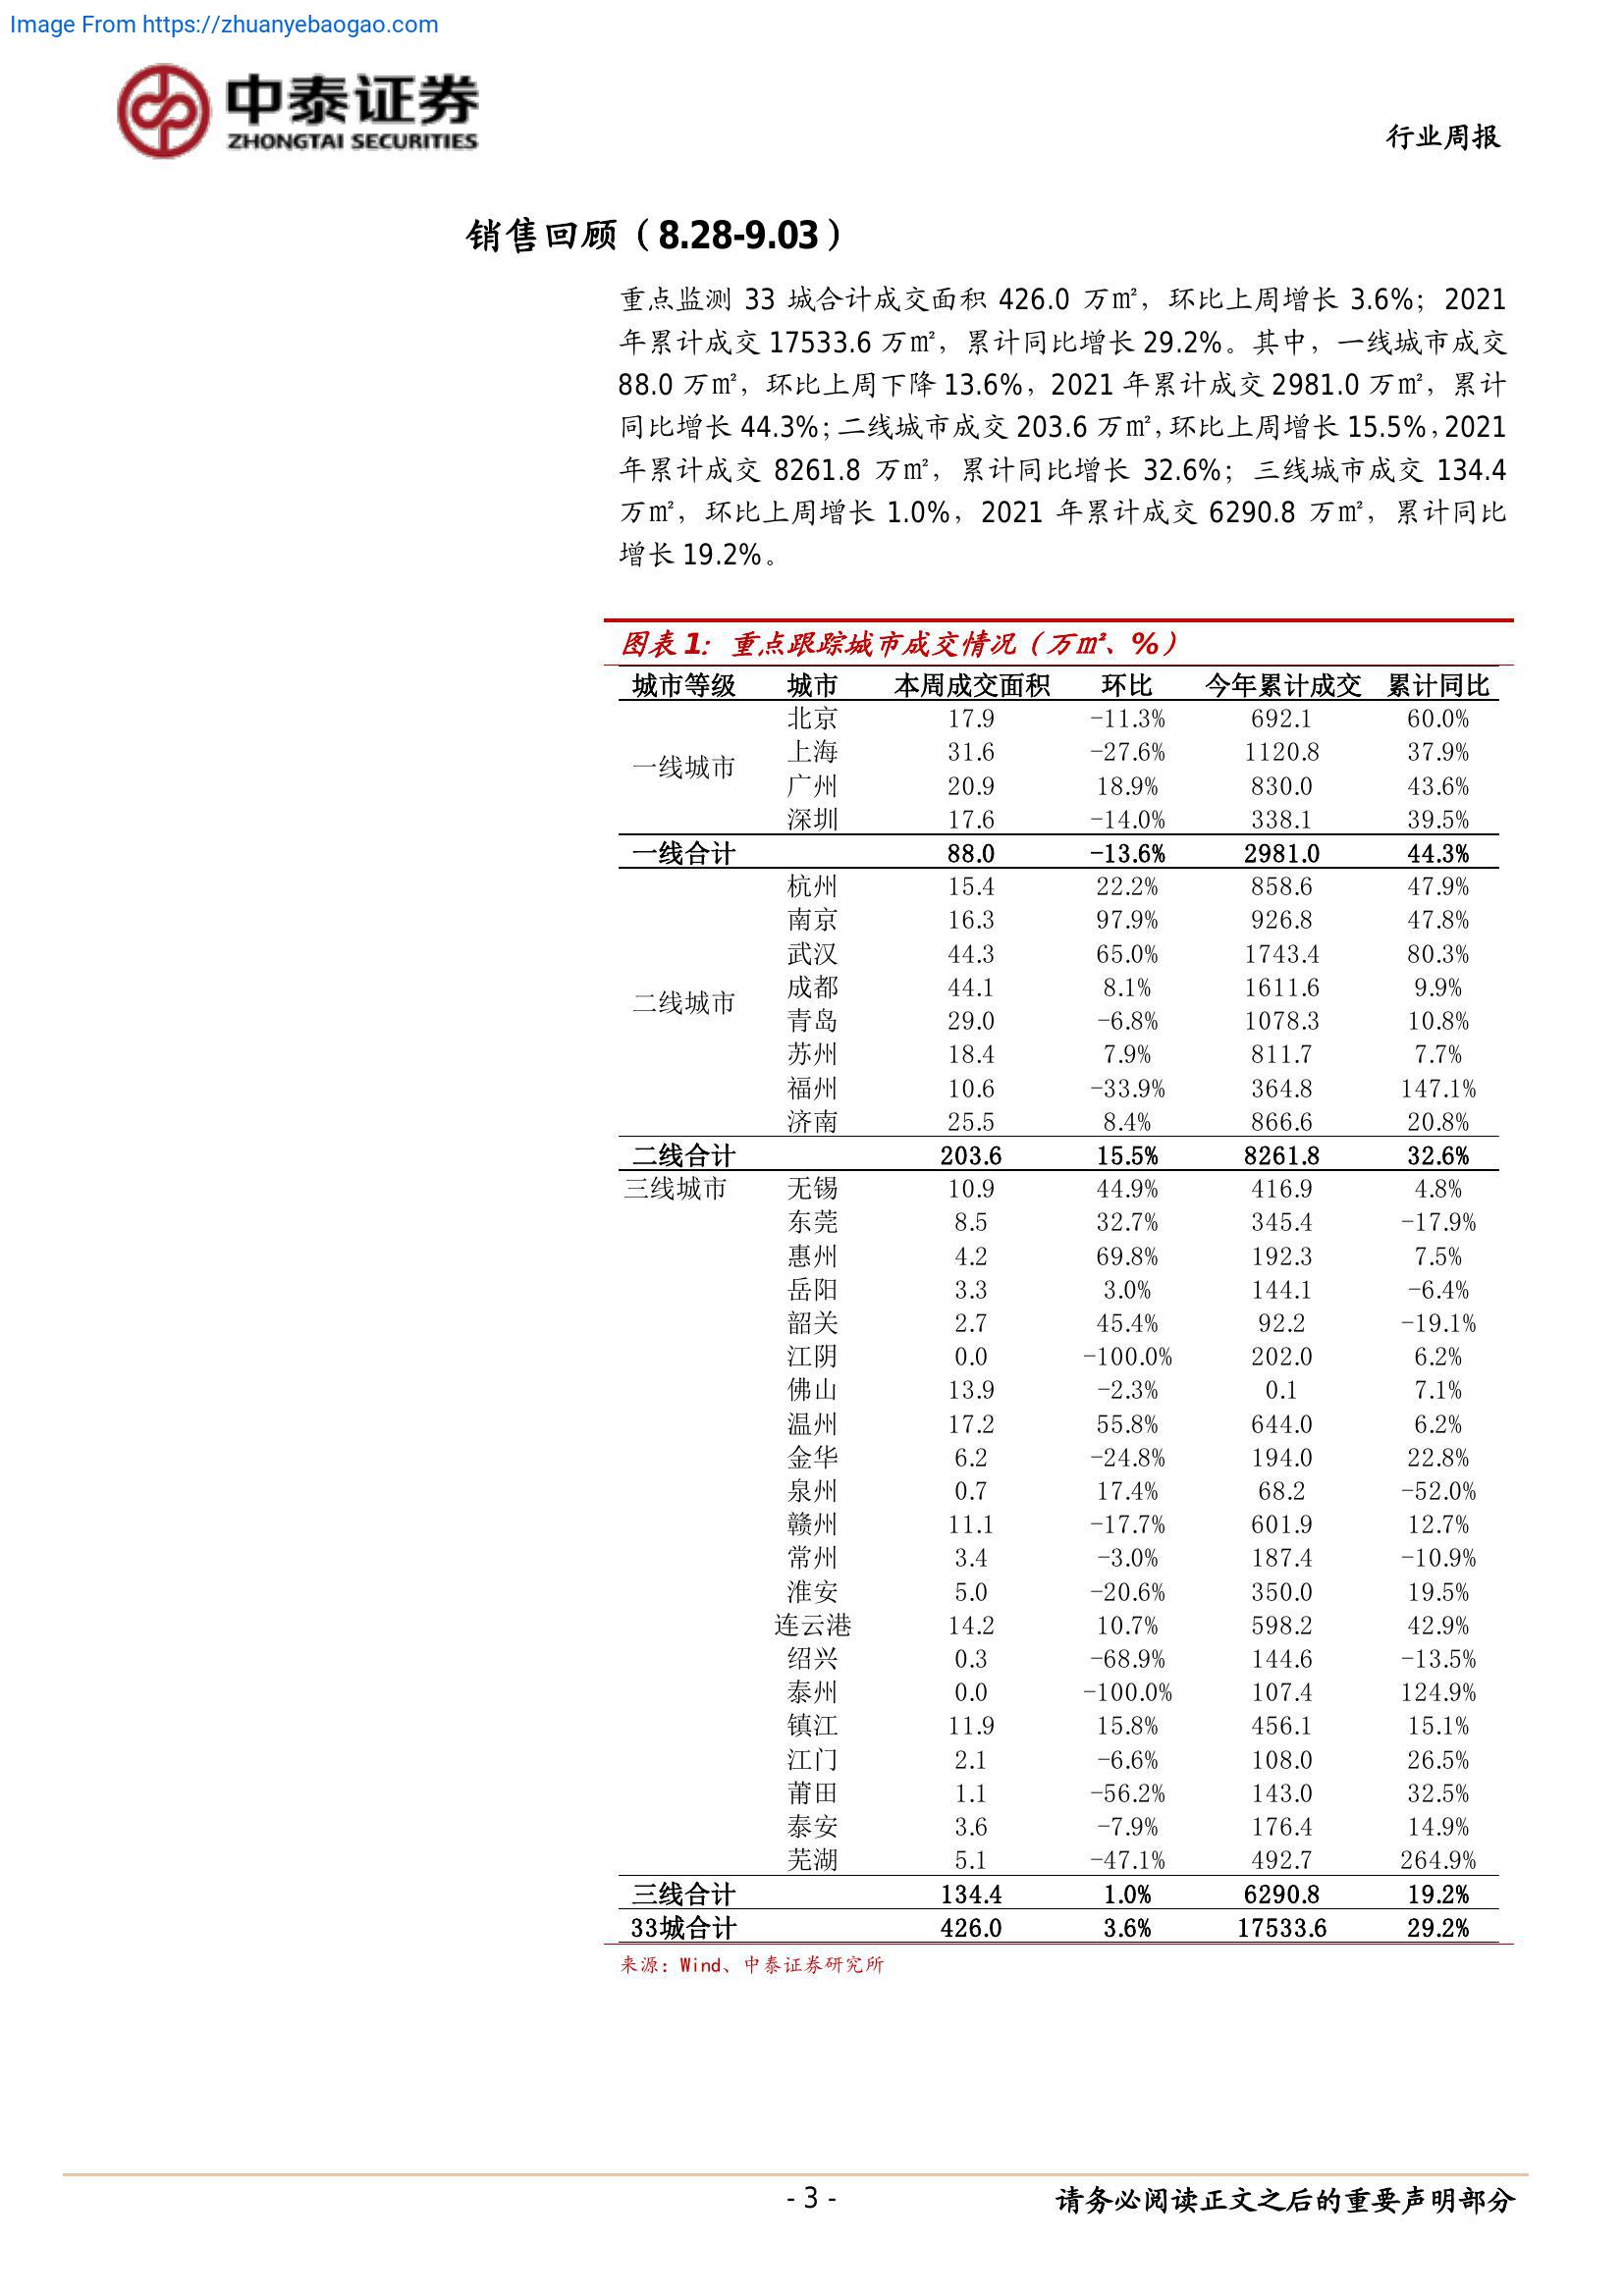 Image From https://zhuanyebaogao.com
中泰证券
ZHONGTAI SECURITIES
行业周报
销售回顾（8.28-9.03）
重点监测 33 城合计成交面积 426.0 万㎡，环比上周增长 3.6%；2021
年累计成交 17533.6 万㎡，累计同比增长 29.2%。其中，一线城市成交
88.0 万㎡，环比上周下降 13.6%，2021 年累计成交 2981.0 万㎡，累计
同比增长 44.3%；二线城市成交 203.6 万㎡，环比上周增长 15.5%，2021
年累计成交 8261.8 万㎡，累计同比增长 32.6%；三线城市成交 134.4
万㎡，环比上周增长 1.0%，2021 年累计成交 6290.8 万㎡，累计同比
增长 19.2%。
图表 1：重点跟踪城市成交情况（万㎡、%）
城市等级 城市 本周成交面积 环比 今年累计成交 累计同比
一线城市
北京 17.9 -11.3% 692.1 60.0%
上海 31.6 -27.6% 1120.8 37.9%
广州 20.9 18.9% 830.0 43.6%
深圳 17.6 -14.0% 338.1 39.5%
一线合计 88.0 -13.6% 2981.0 44.3%
二线城市
杭州 15.4 22.2% 858.6 47.9%
南京 16.3 97.9% 926.8 47.8%
武汉 44.3 65.0% 1743.4 80.3%
成都 44.1 8.1% 1611.6 9.9%
青岛 29.0 -6.8% 1078.3 10.8%
苏州 18.4 7.9% 811.7 7.7%
福州 10.6 -33.9% 364.8 147.1%
济南 25.5 8.4% 866.6 20.8%
二线合计 203.6 15.5% 8261.8 32.6%
三线城市 无锡 10.9 44.9% 416.9 4.8%
东莞 8.5 32.7% 345.4 -17.9%
惠州 4.2 69.8% 192.3 7.5%
岳阳 3.3 3.0% 144.1 -6.4%
韶关 2.7 45.4% 92.2 -19.1%
江阴 0.0 -100.0% 202.0 6.2%
佛山 13.9 -2.3% 0.1 7.1%
温州 17.2 55.8% 644.0 6.2%
金华 6.2 -24.8% 194.0 22.8%
泉州 0.7 17.4% 68.2 -52.0%
赣州 11.1 -17.7% 601.9 12.7%
常州 3.4 -3.0% 187.4 -10.9%
淮安 5.0 -20.6% 350.0 19.5%
连云港 14.2 10.7% 598.2 42.9%
绍兴 0.3 -68.9% 144.6 -13.5%
泰州 0.0 -100.0% 107.4 124.9%
镇江 11.9 15.8% 456.1 15.1%
江门 2.1 -6.6% 108.0 26.5%
莆田 1.1 -56.2% 143.0 32.5%
泰安 3.6 -7.9% 176.4 14.9%
芜湖 5.1 -47.1% 492.7 264.9%
三线合计 134.4 1.0% 6290.8 19.2%
33城合计 426.0 3.6% 17533.6 29.2%
来源：Wind、中泰证券研究所
- 3 -
请务必阅读正文之后的重要声明部分